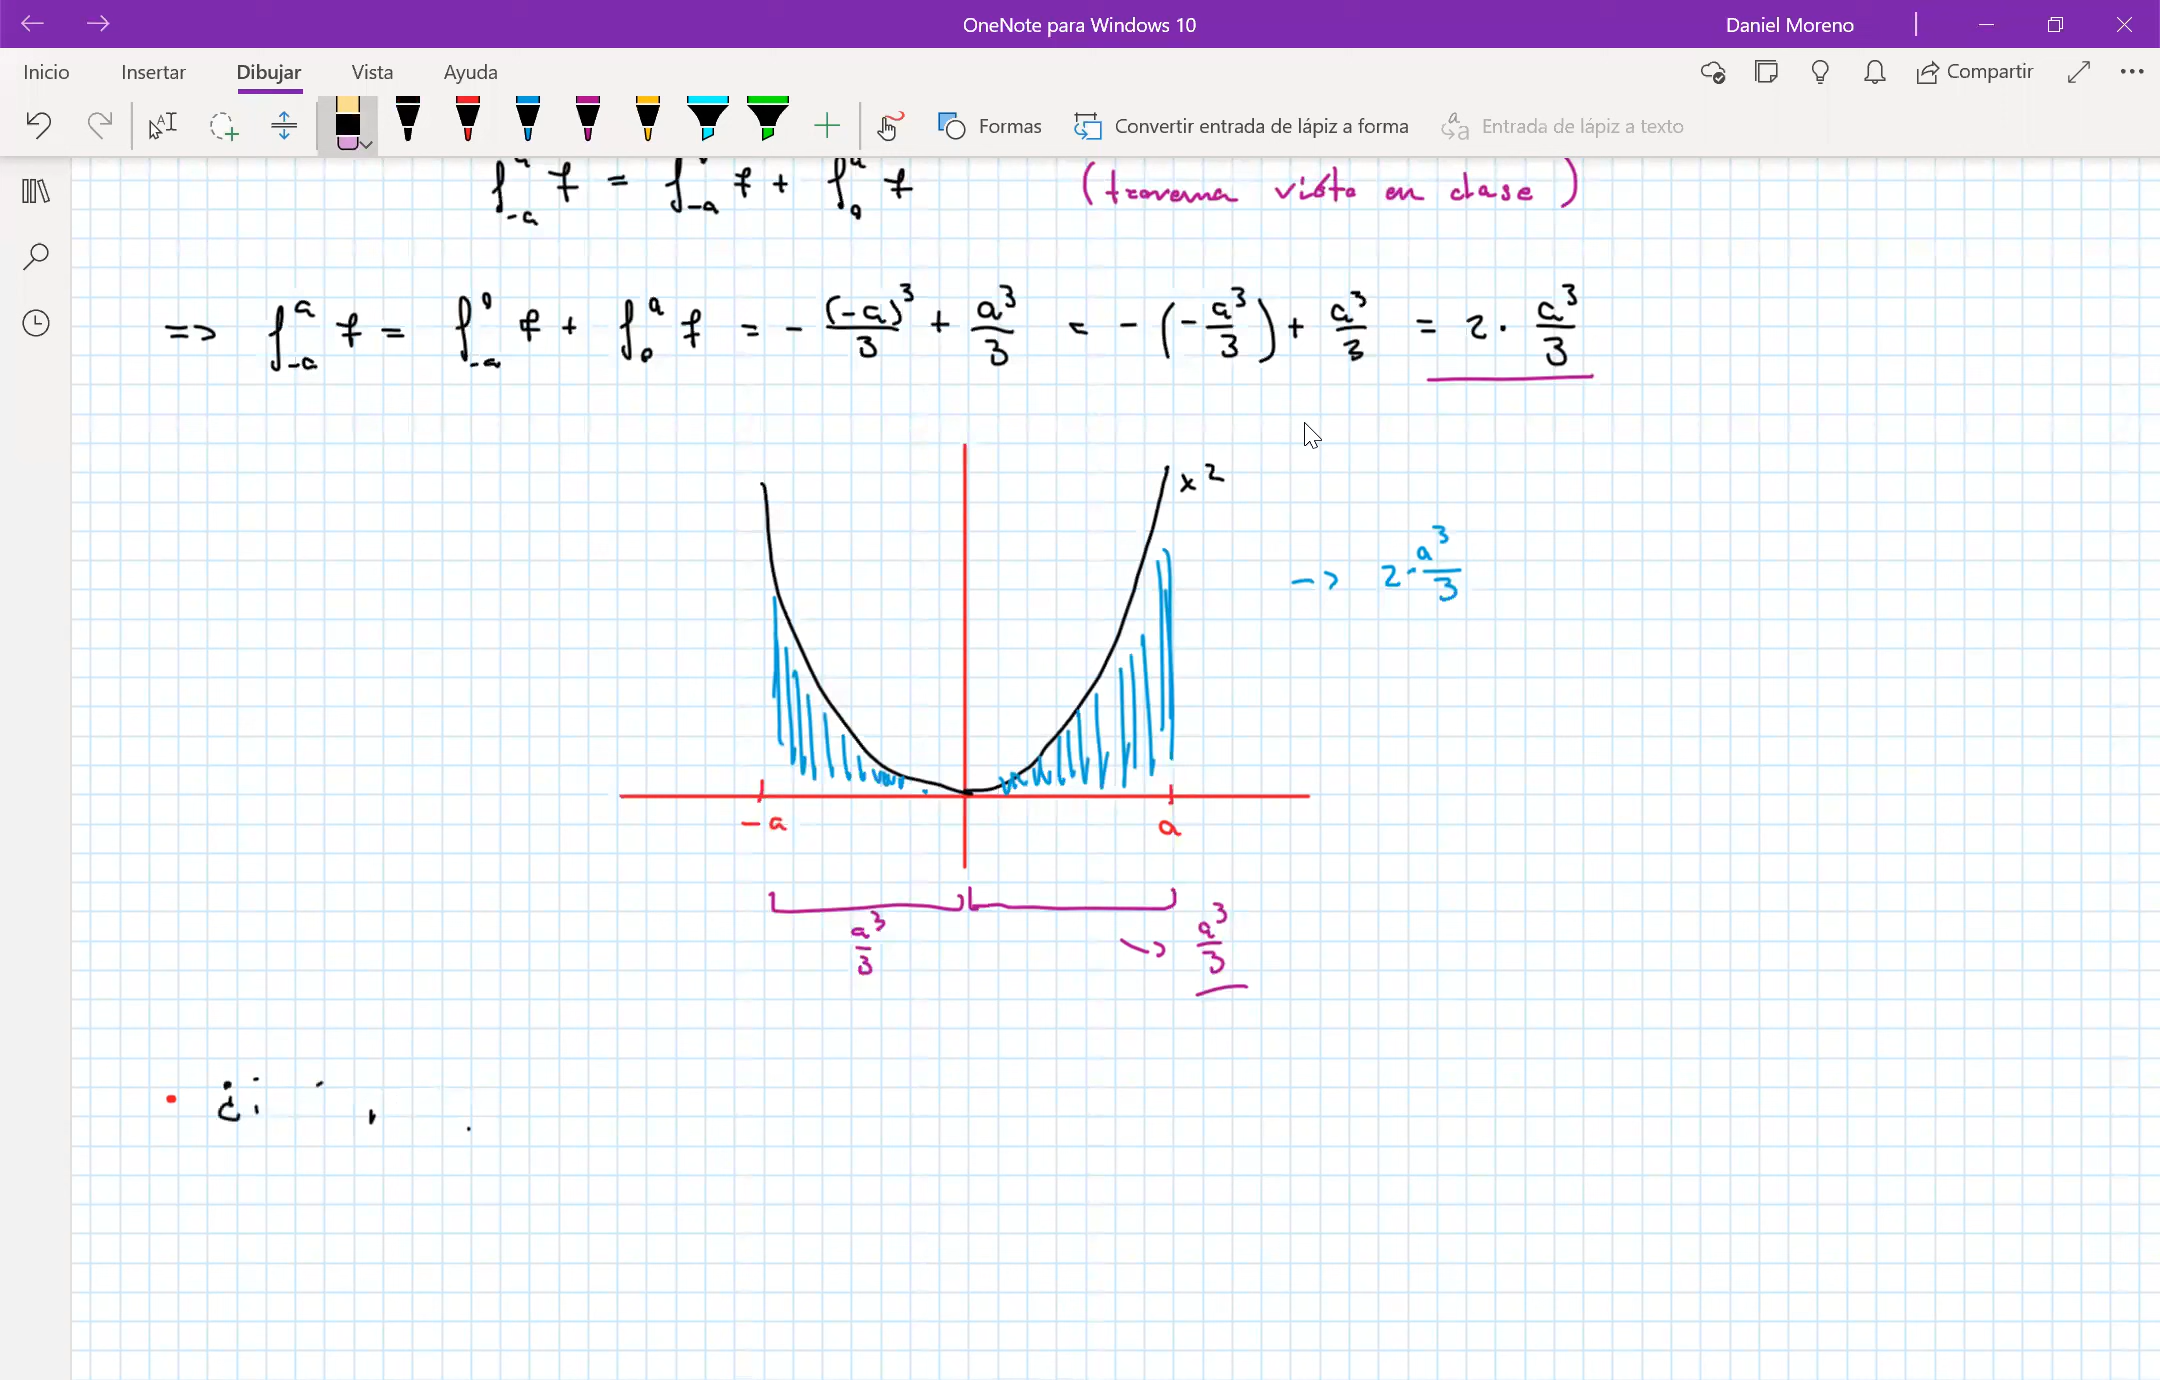 OneNote para Windows 10
Daniel Moreno
Inicio Insertar Dibujar Vista Ayuda
Compartir
Formas Convertir entrada de lápiz a forma Entrada de lápiz a texto
∫_{-a}^{a} f = ∫_{-a} f + ∫_{0}^{a} f (teorema visto en clase)
=> ∫_{-a}^{a} f = ∫_{-a}^{0} f + ∫_{0}^{a} f = - (-a)^3/3 + a^3/3 = - (- a^3/3) + a^3/3 = 2 · a^3/3
x^2
-> 2 · a^3/3
-a a
a^3/3 -> a^3/3